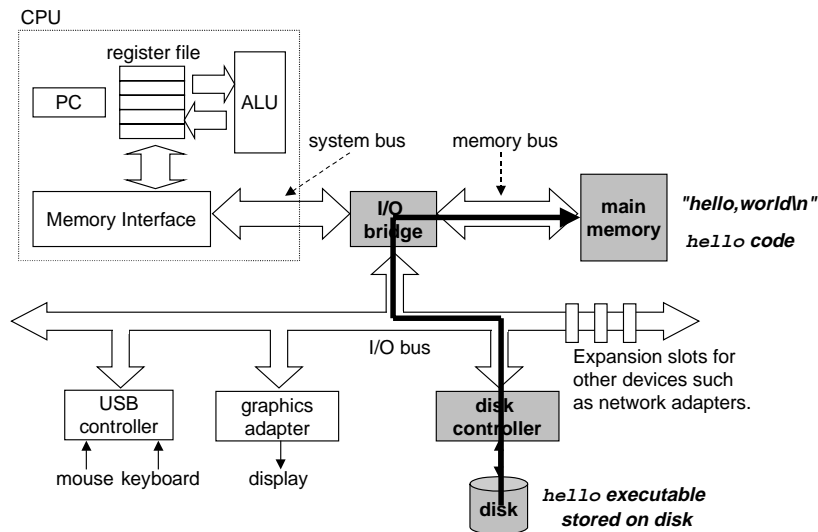 CPU
register file
PC
ALU
system bus
memory bus
Memory Interface
I/O
bridge
main
memory
"hello,world\n"
hello code
I/O bus
Expansion slots for
other devices such
as network adapters.
USB
controller
graphics
adapter
disk
controller
mouse
keyboard
display
disk
hello executable
stored on disk